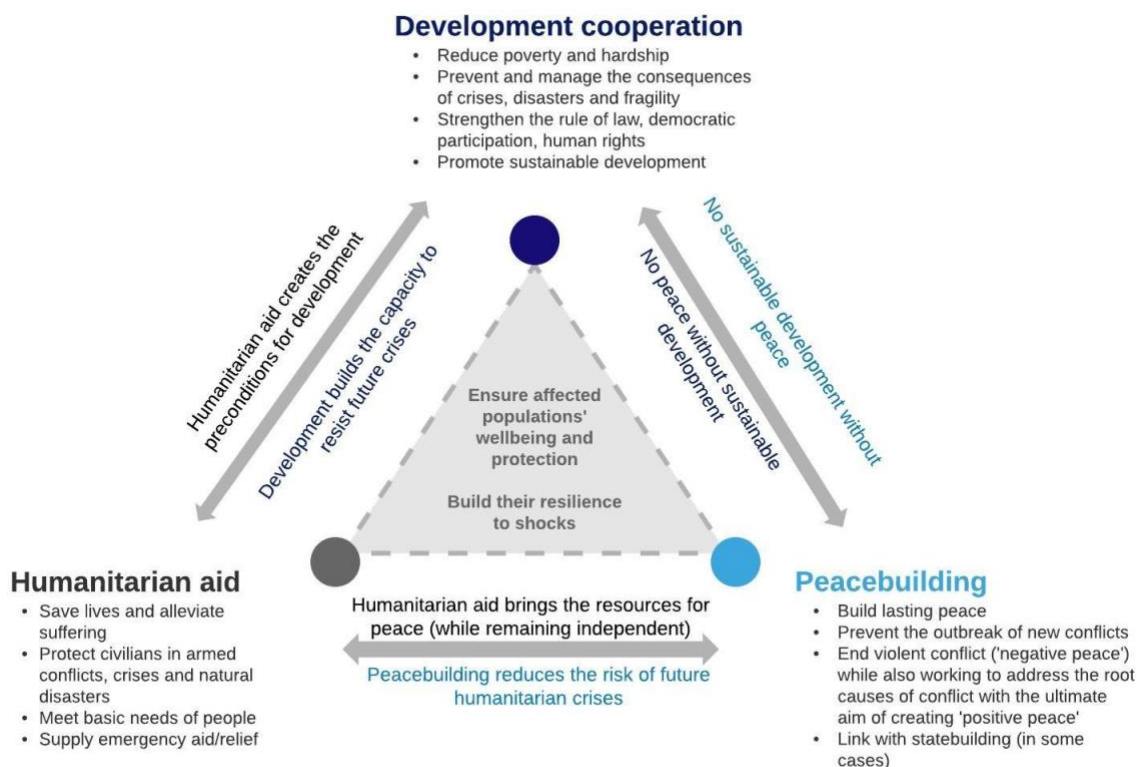 Development cooperation
• Reduce poverty and hardship
• Prevent and manage the consequences
of crises, disasters and fragility
• Strengthen the rule of law, democratic
participation, human rights
• Promote sustainable development
Humanitarian aid creates the
preconditions for development
Development builds the capacity to
resist future crises
No peace without sustainable
development
No sustainable development without
peace
Ensure affected
populations'
wellbeing and
protection
Build their resilience
to shocks
Humanitarian aid
• Save lives and alleviate
suffering
• Protect civilians in armed
conflicts, crises and natural
disasters
• Meet basic needs of people
• Supply emergency aid/relief
Humanitarian aid brings the resources for
peace (while remaining independent)
Peacebuilding reduces the risk of future
humanitarian crises
Peacebuilding
• Build lasting peace
• Prevent the outbreak of new conflicts
• End violent conflict ('negative peace')
while also working to address the root
causes of conflict with the ultimate
aim of creating 'positive peace'
• Link with statebuilding (in some
cases)